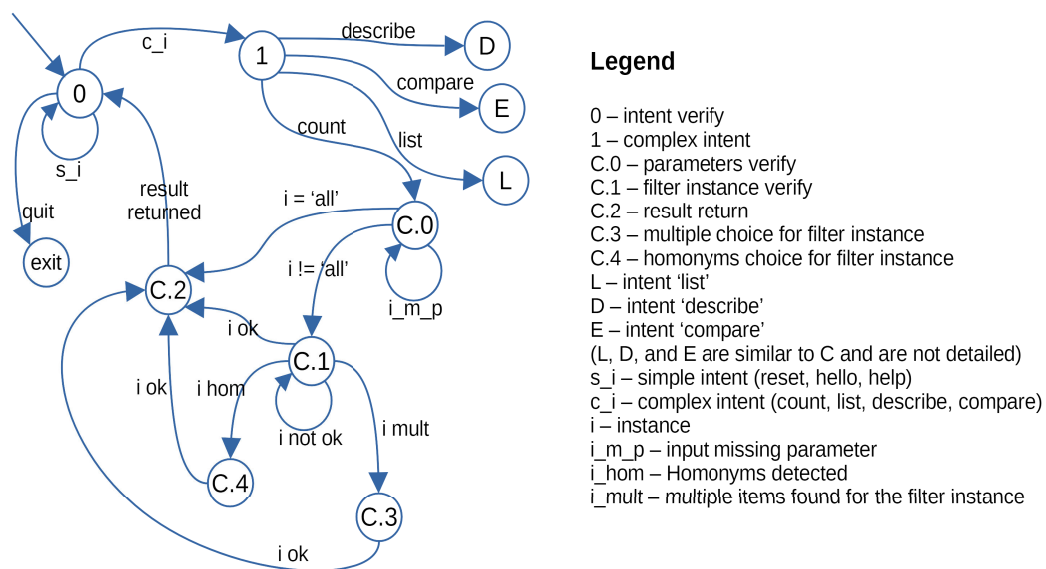 c_i
describe
D
1
compare
E
0
count
list
s_i
L
result
returned
i = ‘all’
quit
C.0
exit
i != ‘all’
C.2
i_m_p
i ok
C.1
i ok
i hom
i not ok
i mult
C.4
C.3
i ok
Legend
0 – intent verify
1 – complex intent
C.0 – parameters verify
C.1 – filter instance verify
C.2 – result return
C.3 – multiple choice for filter instance
C.4 – homonyms choice for filter instance
L – intent ‘list’
D – intent ‘describe’
E – intent ‘compare’
(L, D, and E are similar to C and are not detailed)
s_i – simple intent (reset, hello, help)
c_i – complex intent (count, list, describe, compare)
i – instance
i_m_p – input missing parameter
i_hom – Homonyms detected
i_mult – multiple items found for the filter instance